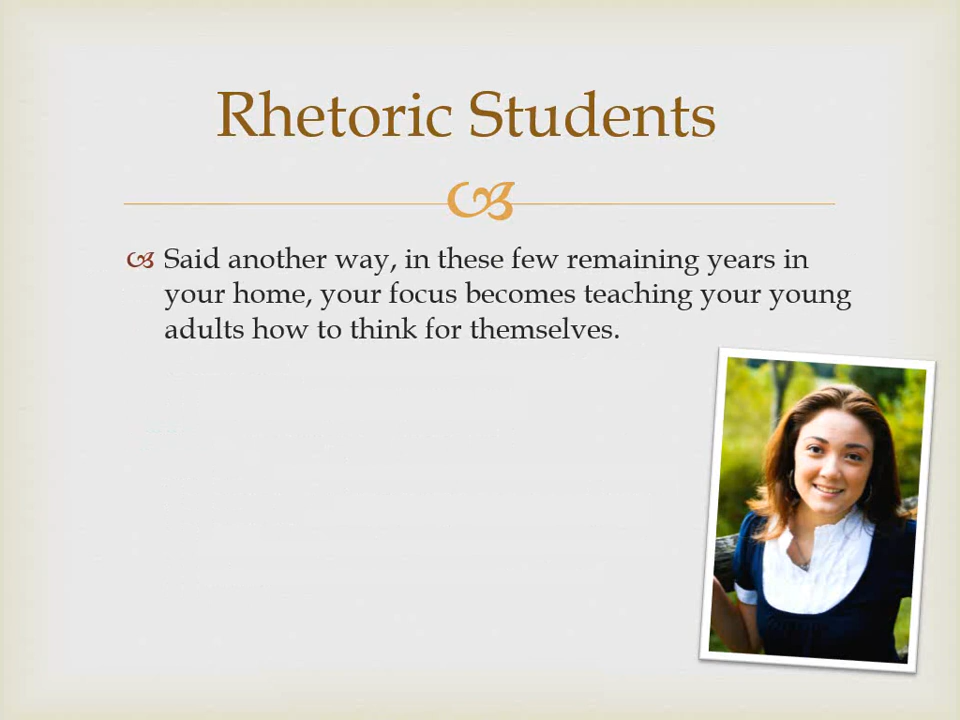 Rhetoric Students
Said another way, in these few remaining years in
your home, your focus becomes teaching your young
adults how to think for themselves.